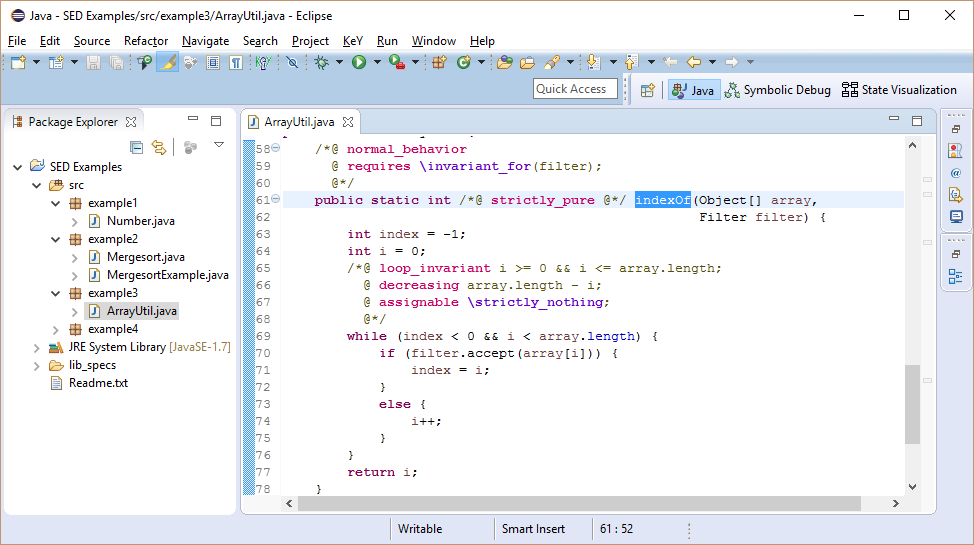 Java - SED Examples/src/example3/ArrayUtil.java - Eclipse
File Edit Source Refactor Navigate Search Project KeY Run Window Help
Quick Access
Java
Symbolic Debug
State Visualization
Package Explorer
SED Examples
src
example1
Number.java
example2
Mergesort.java
MergesortExample.java
example3
ArrayUtil.java
example4
JRE System Library [JavaSE-1.7]
lib_specs
Readme.txt
ArrayUtil.java
58 /*@ normal_behavior
59 @ requires \invariant_for(filter);
60 @*/
61 public static int /*@ strictly_pure @*/ indexOf(Object[] array,
62 Filter filter) {
63 int index = -1;
64 int i = 0;
65 /*@ loop_invariant i >= 0 && i <= array.length;
66 @ decreasing array.length - i;
67 @ assignable \strictly_nothing;
68 @*/
69 while (index < 0 && i < array.length) {
70 if (filter.accept(array[i])) {
71 index = i;
72 }
73 else {
74 i++;
75 }
76 }
77 return i;
78 }
Writable
Smart Insert
61 : 52